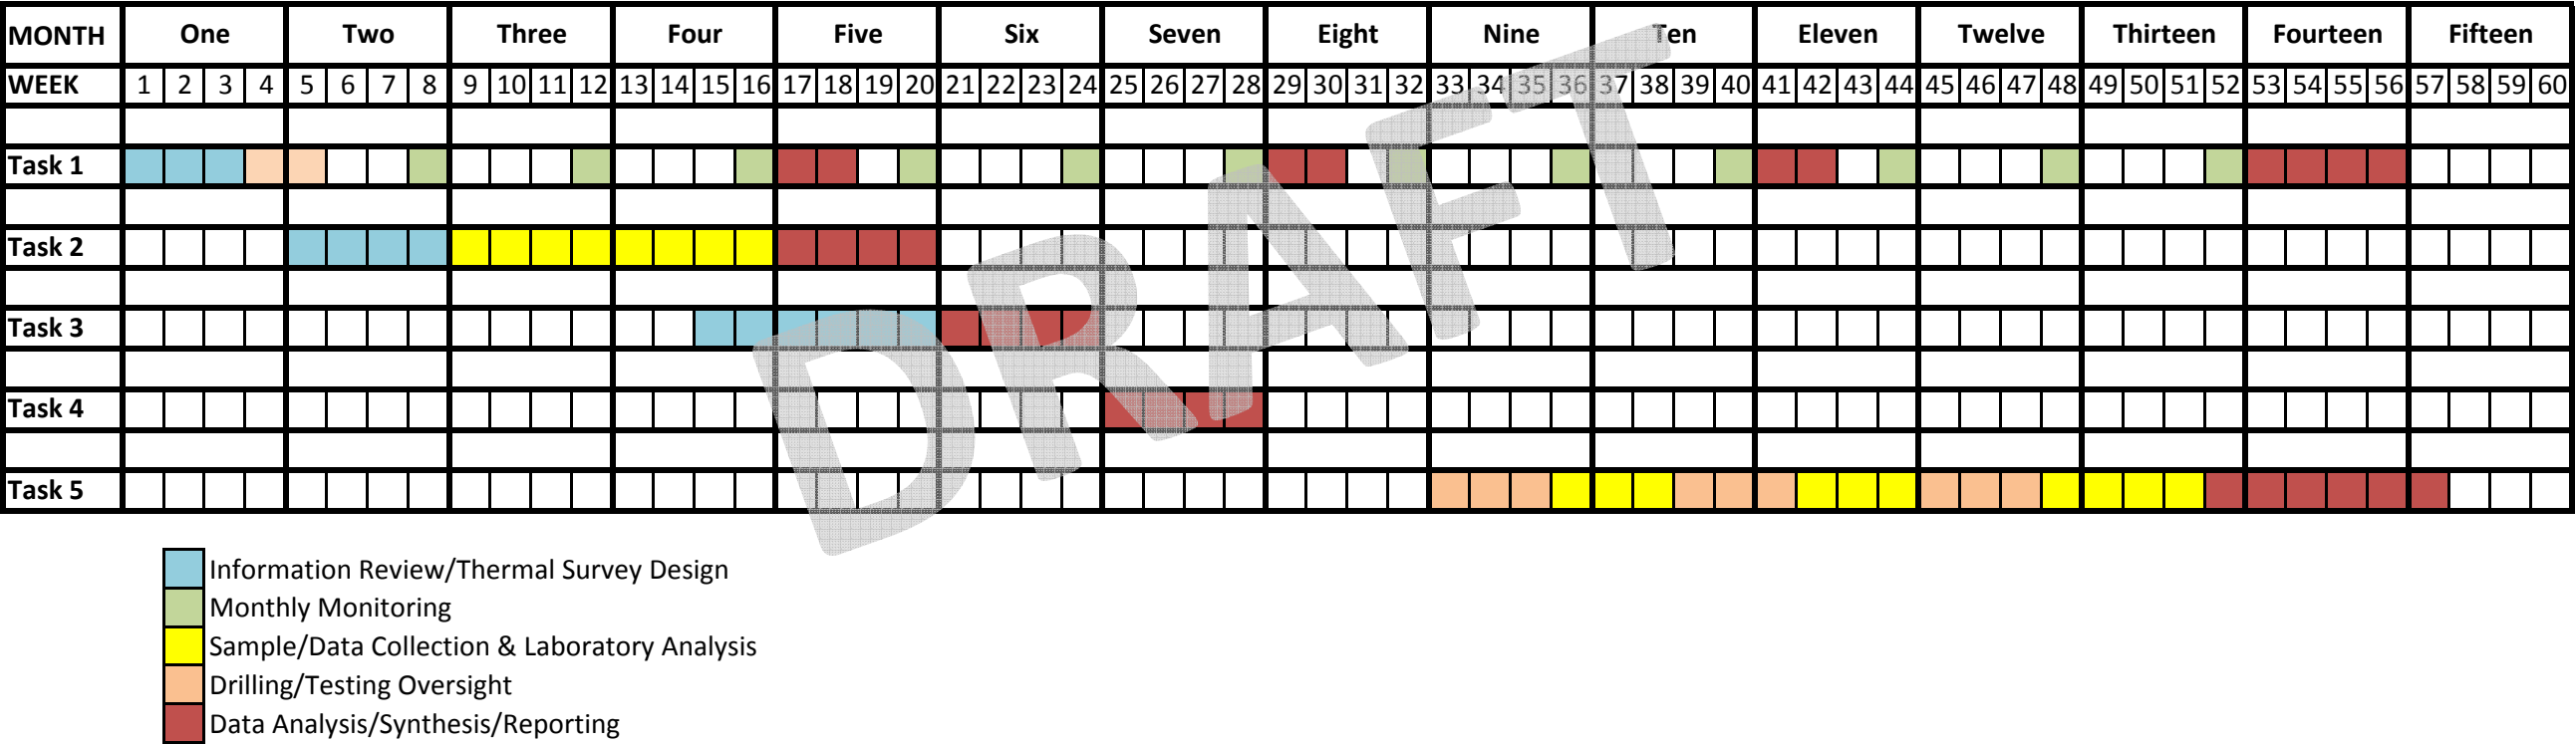 MONTH One Two Three Four Five Six Seven Eight Nine Ten Eleven Twelve Thirteen Fourteen Fifteen
WEEK 1 2 3 4 5 6 7 8 9 10 11 12 13 14 15 16 17 18 19 20 21 22 23 24 25 26 27 28 29 30 31 32 33 34 35 36 37 38 39 40 41 42 43 44 45 46 47 48 49 50 51 52 53 54 55 56 57 58 59 60
Task 1
Task 2
Task 3
Task 4
Task 5
DRAFT
Information Review/Thermal Survey Design
Monthly Monitoring
Sample/Data Collection & Laboratory Analysis
Drilling/Testing Oversight
Data Analysis/Synthesis/Reporting